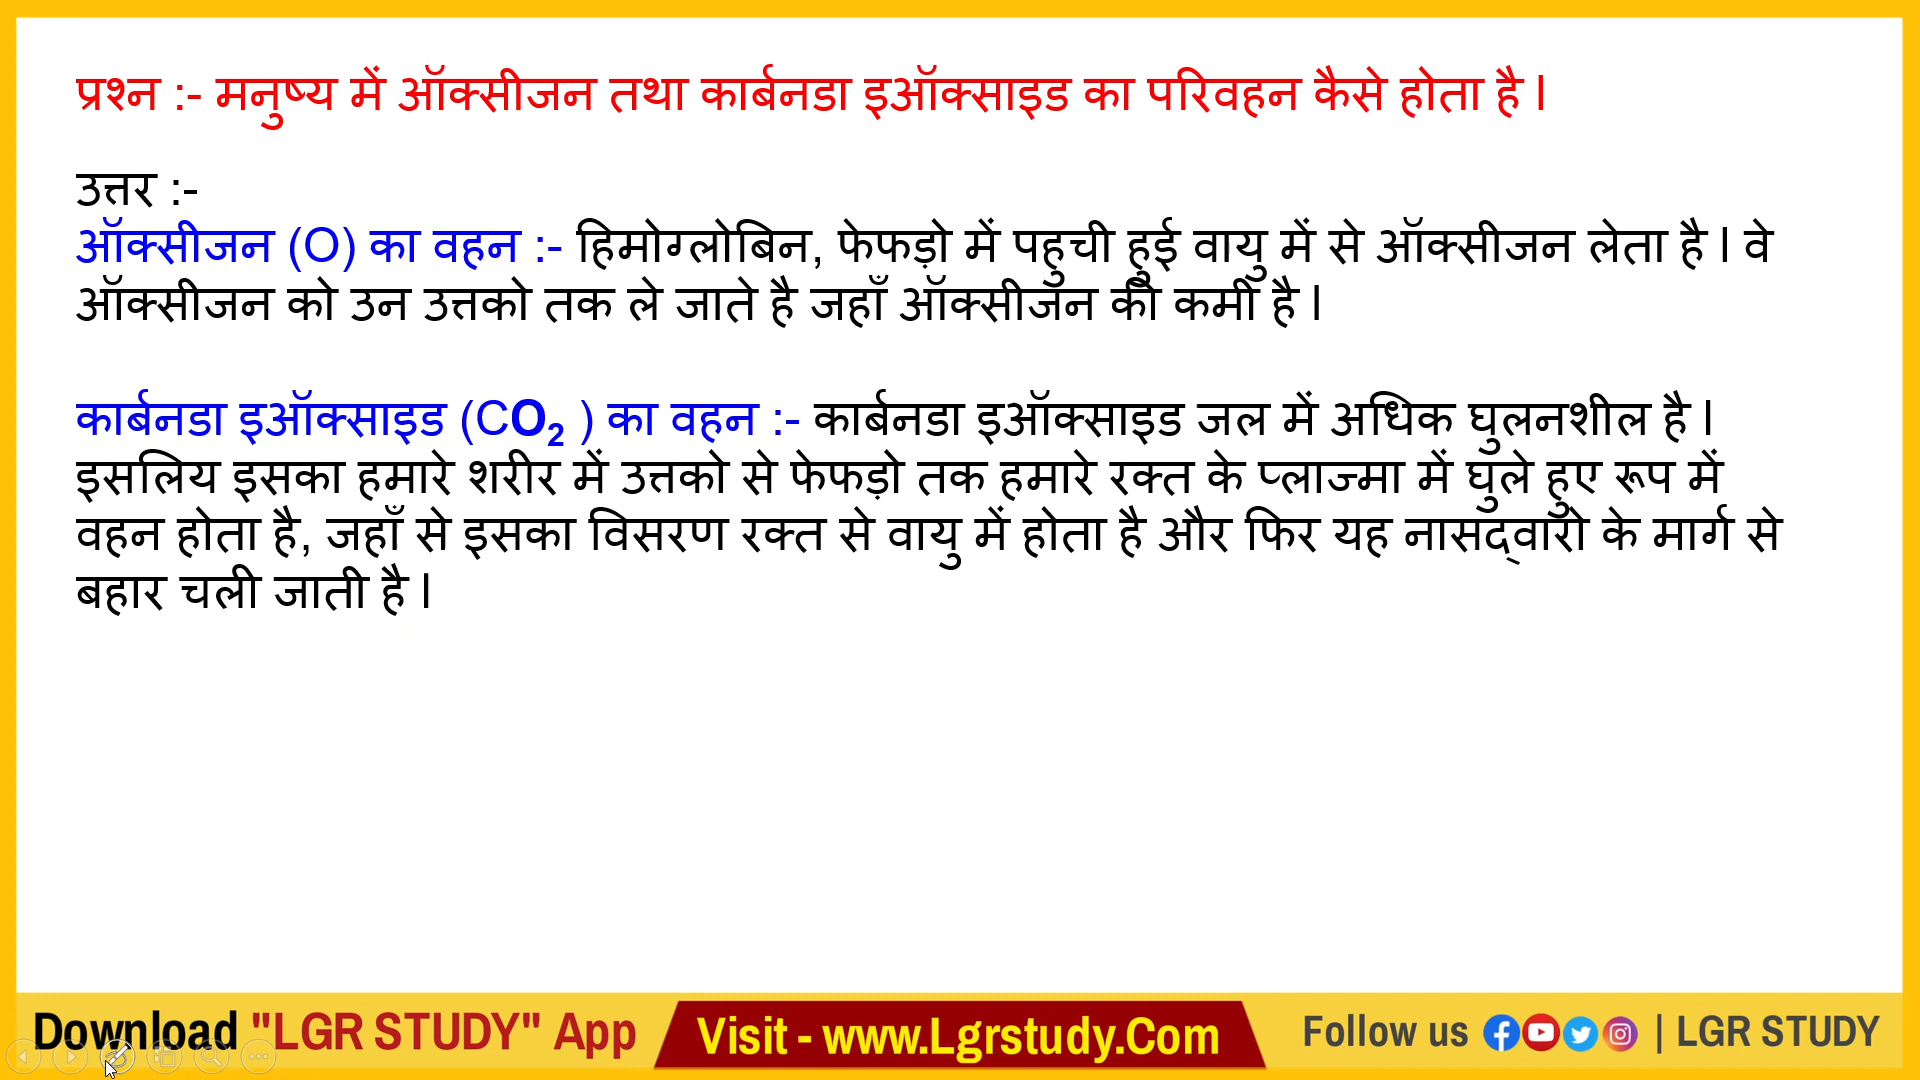 प्रश्न :- मनुष्य में ऑक्सीजन तथा कार्बनडा इऑक्साइड का परिवहन कैसे होता है l
उत्तर :-
ऑक्सीजन (O) का वहन :- हिमोग्लोबिन, फेफड़ो में पहुची हुई वायु में से ऑक्सीजन लेता है l वे
ऑक्सीजन को उन उत्तको तक ले जाते है जहाँ ऑक्सीजन की कमी है l
कार्बनडा इऑक्साइड (CO₂ ) का वहन :- कार्बनडा इऑक्साइड जल में अधिक घुलनशील है l
इसलिय इसका हमारे शरीर में उत्तको से फेफड़ो तक हमारे रक्त के प्लाज्मा में घुले हुए रूप में
वहन होता है, जहाँ से इसका विसरण रक्त से वायु में होता है और फिर यह नासद्वारो के मार्ग से
बहार चली जाती है l
Download "LGR STUDY" App
Visit - www.Lgrstudy.Com
Follow us | LGR STUDY